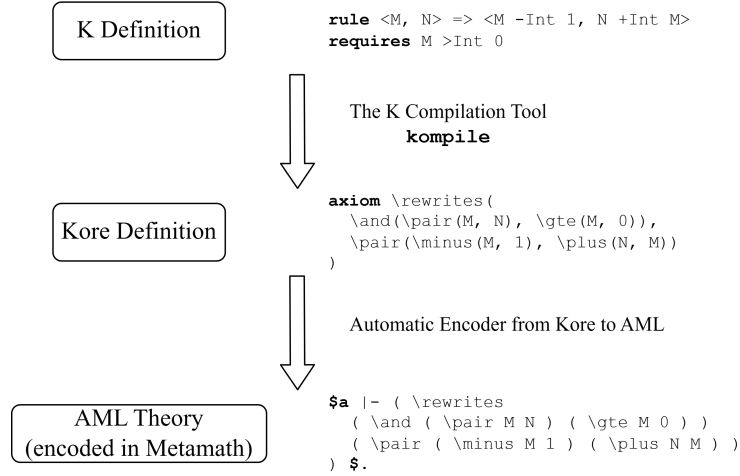 K Definition
rule <M, N> => <M -Int 1, N +Int M>
requires M >Int 0
The K Compilation Tool
kompile
Kore Definition
axiom \rewrites(
\and(\pair(M, N), \gte(M, 0)),
\pair(\minus(M, 1), \plus(N, M))
)
Automatic Encoder from Kore to AML
AML Theory
(encoded in Metamath)
$a |- ( \rewrites
( \and ( \pair M N ) ( \gte M 0 ) )
( \pair ( \minus M 1 ) ( \plus N M ) )
) $.